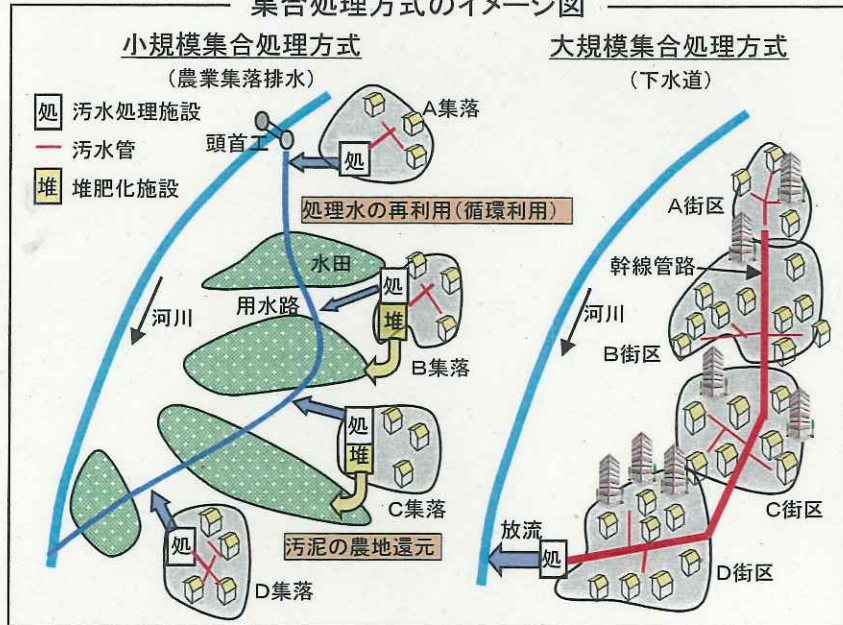 集合処理方式のイメージ図
小規模集合処理方式
(農業集落排水)
処 汚水処理施設
汚水管
堆 堆肥化施設
頭首工
A集落
処
処理水の再利用(循環利用)
水田
処
堆
用水路
河川
B集落
処
堆
C集落
汚泥の農地還元
処
D集落
大規模集合処理方式
(下水道)
A街区
幹線管路
河川
B街区
C街区
放流
処
D街区